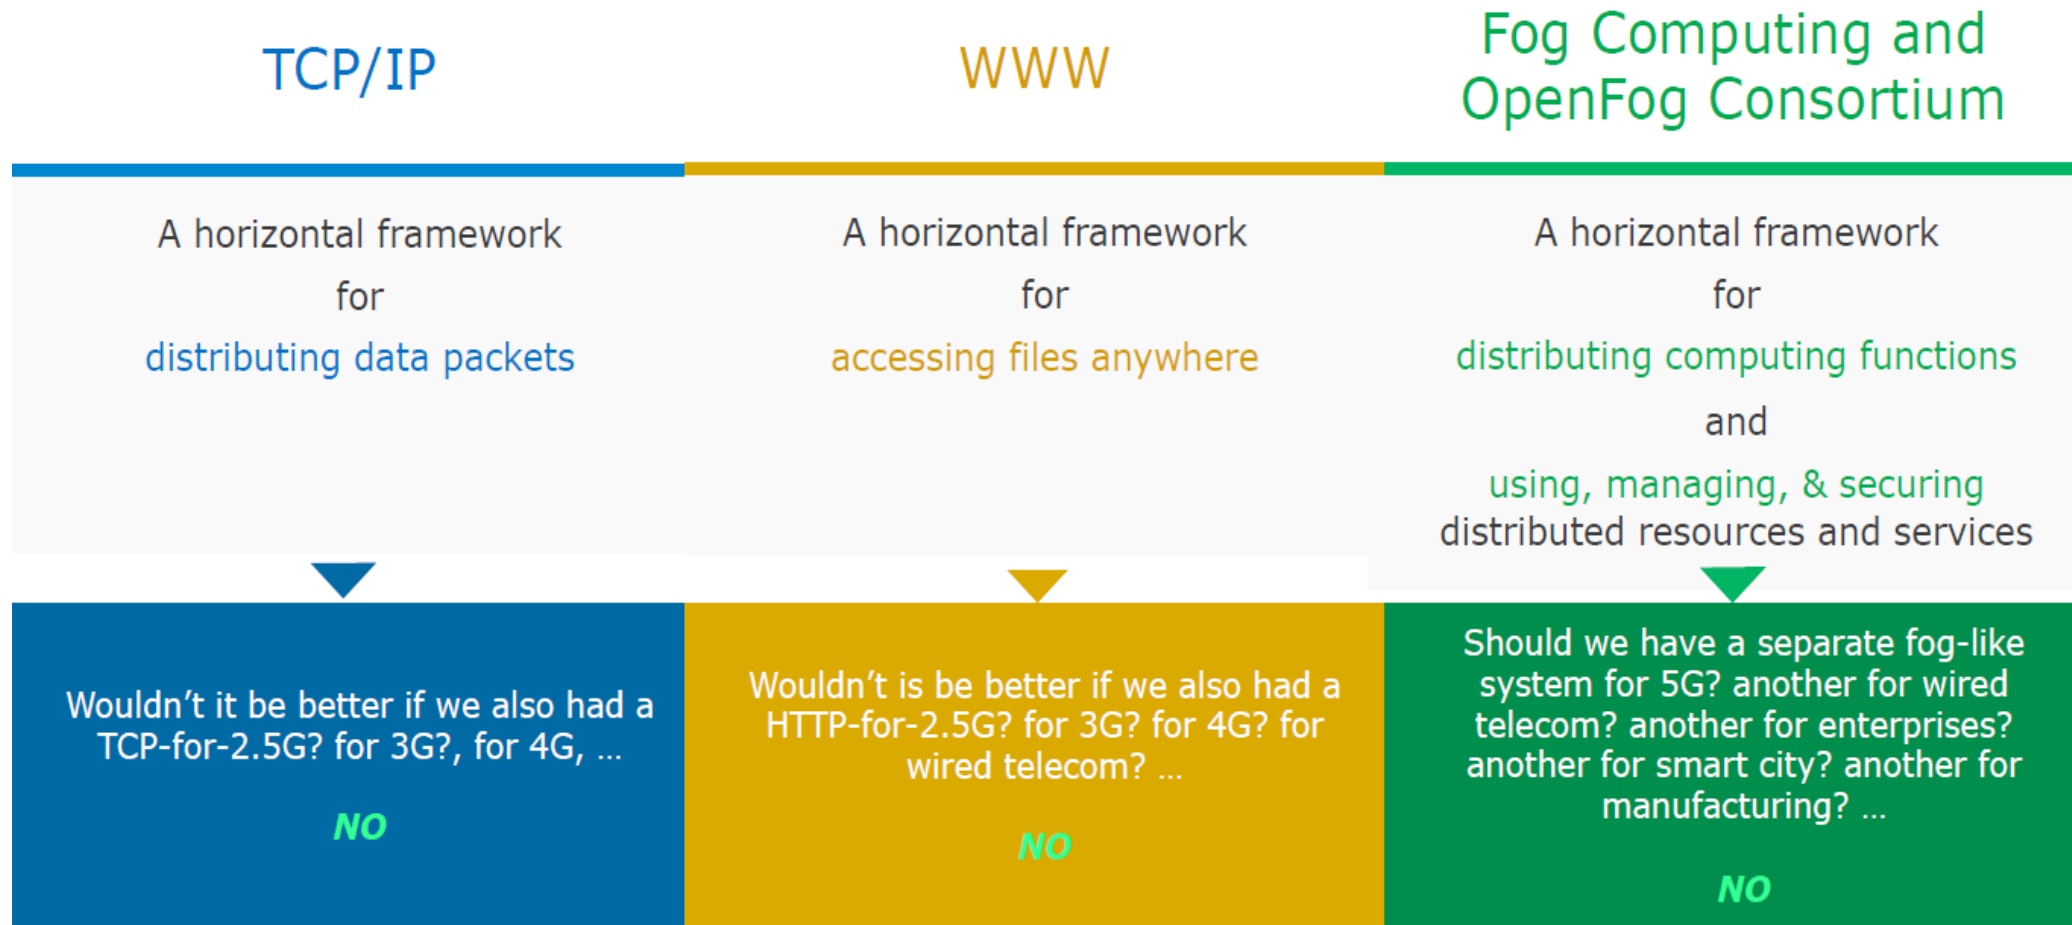 TCP/IP
A horizontal framework
for
distributing data packets
Wouldn't it be better if we also had a
TCP-for-2.5G? for 3G?, for 4G, ...
NO
WWW
A horizontal framework
for
accessing files anywhere
Wouldn't is be better if we also had a
HTTP-for-2.5G? for 3G? for 4G? for
wired telecom? ...
NO
Fog Computing and
OpenFog Consortium
A horizontal framework
for
distributing computing functions
and
using, managing, & securing
distributed resources and services
Should we have a separate fog-like
system for 5G? another for wired
telecom? another for enterprises?
another for smart city? another for
manufacturing? ...
NO